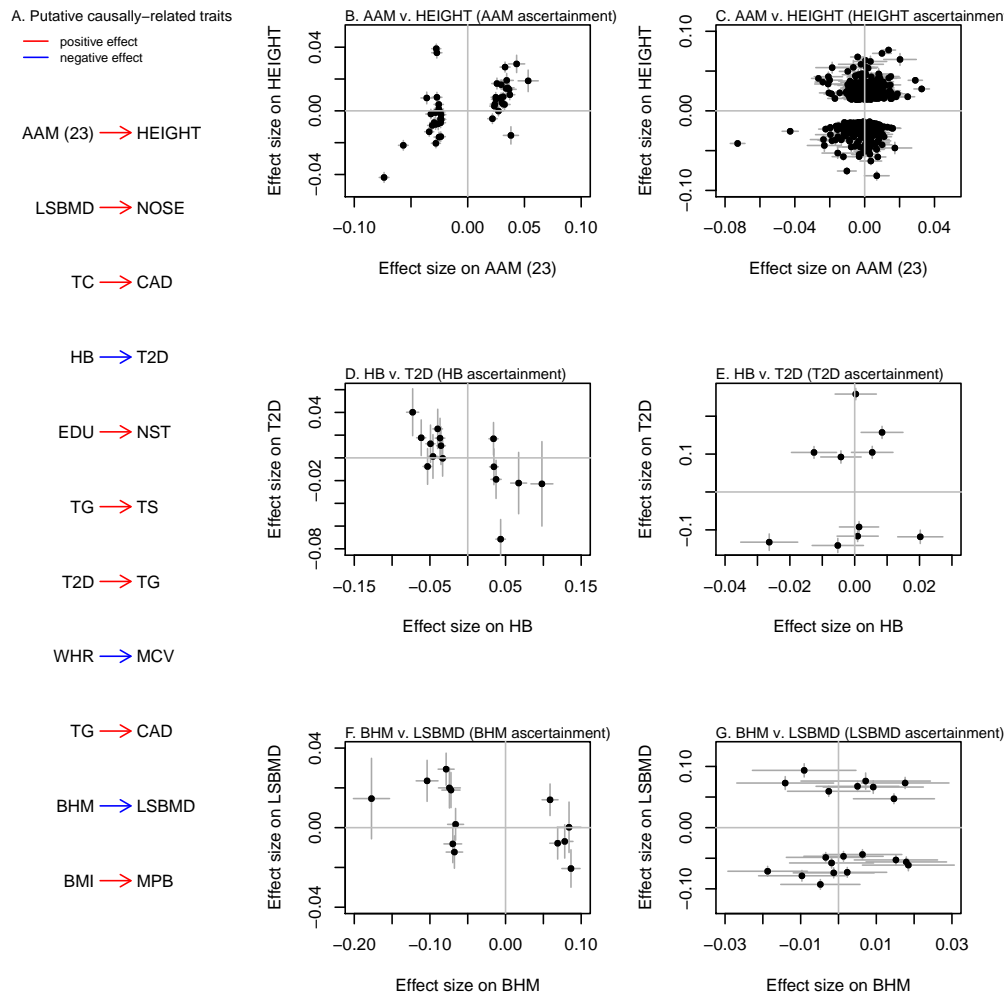 A. Putative causally−related traits
positive effect
negative effect
AAM (23) HEIGHT
LSBMD NOSE
TC CAD
HB T2D
EDU NST
TG TS
T2D TG
WHR MCV
TG CAD
BHM LSBMD
BMI MPB
B. AAM v. HEIGHT (AAM ascertainment)
Effect size on HEIGHT
0.04
0.00
−0.04
−0.10 0.00 0.05 0.10
Effect size on AAM (23)
C. AAM v. HEIGHT (HEIGHT ascertainmen
Effect size on HEIGHT
0.10
0.00
−0.10
−0.08 −0.04 0.00 0.04
Effect size on AAM (23)
D. HB v. T2D (HB ascertainment)
Effect size on T2D
0.04
−0.02
−0.08
−0.15 −0.05 0.05 0.15
Effect size on HB
E. HB v. T2D (T2D ascertainment)
Effect size on T2D
0.1
−0.1
−0.04 −0.02 0.00 0.02
Effect size on HB
F. BHM v. LSBMD (BHM ascertainment)
Effect size on LSBMD
0.04
0.00
−0.04
−0.20 −0.10 0.00 0.10
Effect size on BHM
G. BHM v. LSBMD (LSBMD ascertainment)
Effect size on LSBMD
0.10
0.00
−0.10
−0.03 −0.01 0.01 0.03
Effect size on BHM